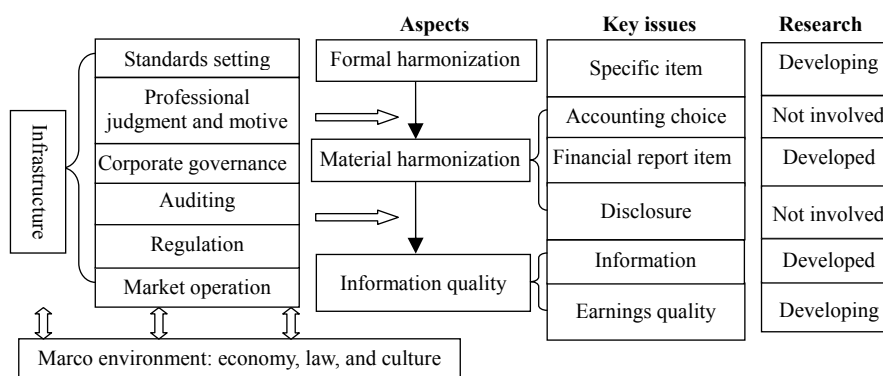 Aspects
Key issues
Research
Infrastructure
Standards setting
Professional
judgment and motive
Corporate governance
Auditing
Regulation
Market operation
Formal harmonization
Material harmonization
Information quality
Specific item
Accounting choice
Financial report item
Disclosure
Information
Earnings quality
Developing
Not involved
Developed
Not involved
Developed
Developing
Marco environment: economy, law, and culture